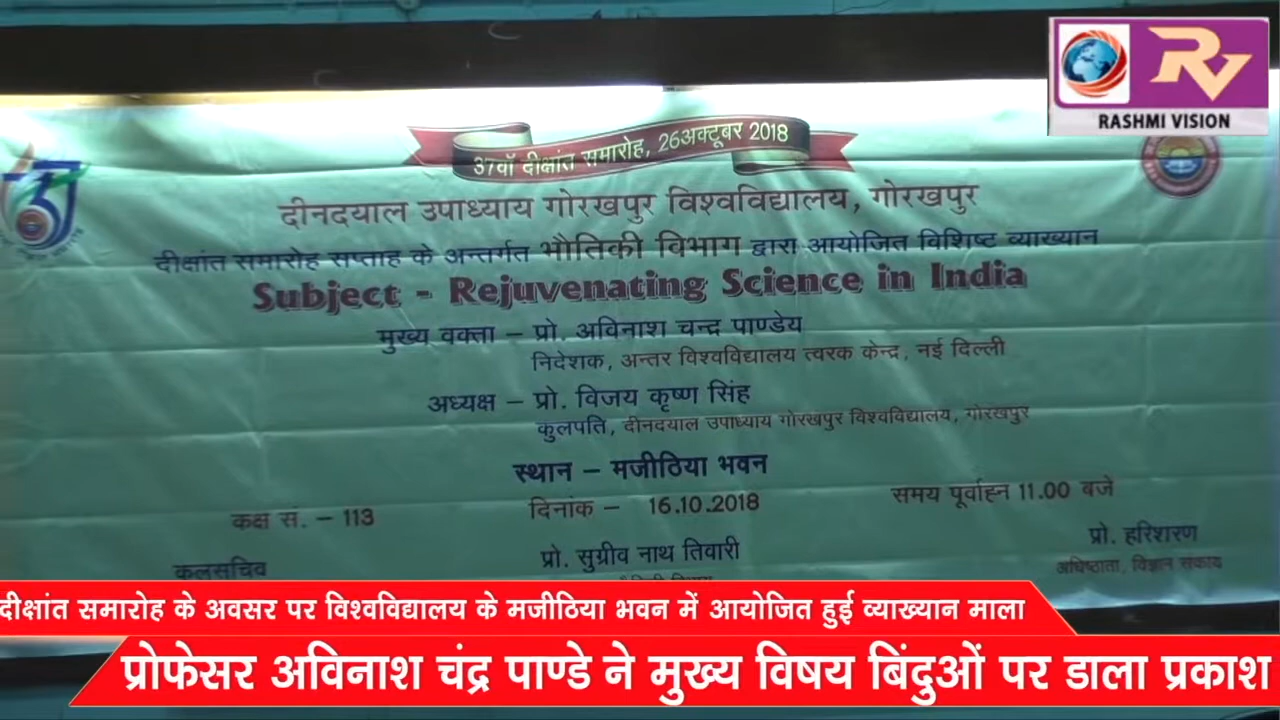 RV
RASHMI VISION
37वॉ दीक्षांत समारोह, 26अक्टूबर 2018
दीनदयाल उपाध्याय गोरखपुर विश्वविद्यालय, गोरखपुर
दीक्षांत समारोह सप्ताह के अन्तर्गत भौतिकी विभाग द्वारा आयोजित विशिष्ट व्याख्यान
Subject - Rejuvenating Science in India
मुख्य वक्ता – प्रो. अविनाश चन्द्र पाण्डेय
निदेशक, अन्तर विश्वविद्यालय त्वरक केन्द्र, नई दिल्ली
अध्यक्ष – प्रो. विजय कृष्ण सिंह
कुलपति, दीनदयाल उपाध्याय गोरखपुर विश्वविद्यालय, गोरखपुर
स्थान – मजीठिया भवन
कक्ष सं. – 113 दिनांक – 16.10.2018 समय पूर्वाह्न 11.00 बजे
कुलसचिव प्रो. सुग्रीव नाथ तिवारी प्रो. हरिशरण
अधिष्ठाता, विज्ञान संकाय
दीक्षांत समारोह के अवसर पर विश्वविद्यालय के मजीठिया भवन में आयोजित हुई व्याख्यान माला
प्रोफेसर अविनाश चंद्र पाण्डे ने मुख्य विषय बिंदुओं पर डाला प्रकाश